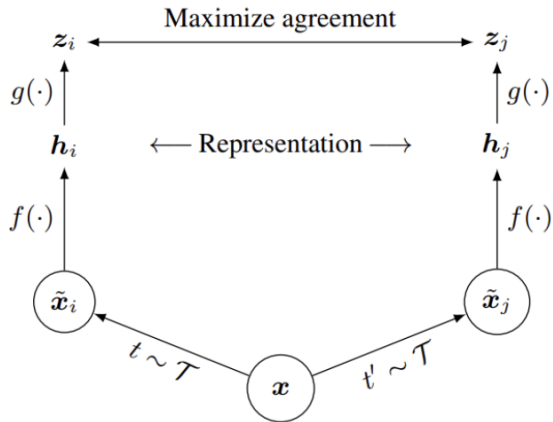 Maximize agreement
z_i z_j
g(·) g(·)
h_i ← Representation → h_j
f(·) f(·)
x̃_i x̃_j
t ~ 𝒯 t' ~ 𝒯
x